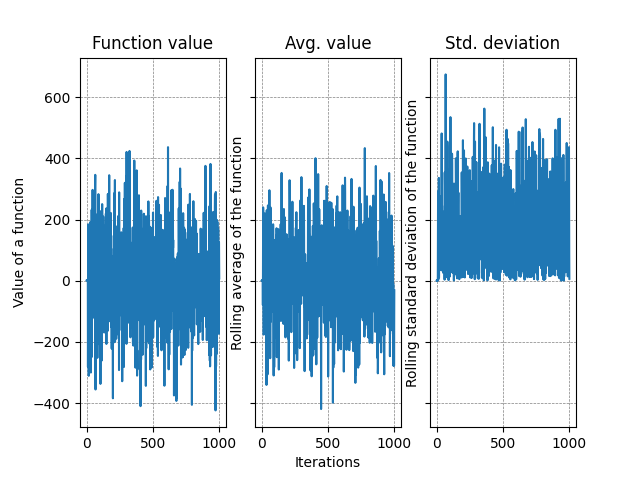 Function value
Avg. value
Std. deviation
Value of a function
600
400
200
0
−200
−400
Rolling average of the function
Rolling standard deviation of the function
0 500 1000
0 500 1000
0 500 1000
Iterations